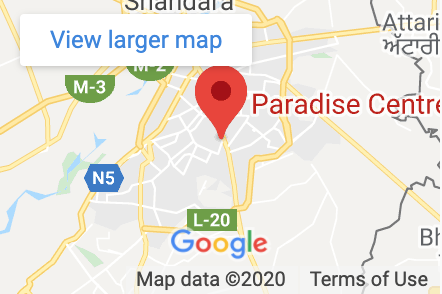 Shahdara
Attari
ਅੱਟਾਰੀ
View larger map
M-2
M-3
Paradise Centre
N5
L-20
Google
Bh
Map data ©2020 Terms of Use